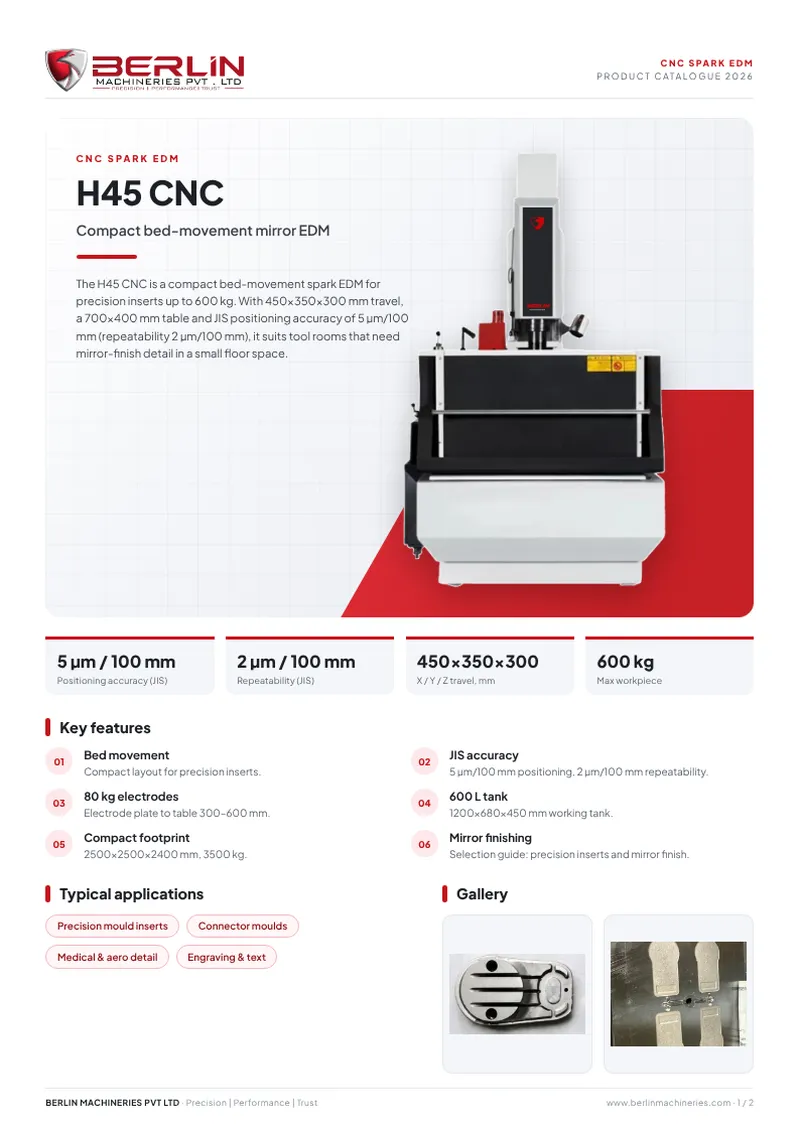 BERLIN
MACHINERIES PVT . LTD
PRECISION | PERFORMANCE | TRUST
CNC SPARK EDM
PRODUCT CATALOGUE 2026
CNC SPARK EDM
H45 CNC
Compact bed-movement mirror EDM
The H45 CNC is a compact bed-movement spark EDM for
precision inserts up to 600 kg. With 450×350×300 mm travel,
a 700×400 mm table and JIS positioning accuracy of 5 µm/100
mm (repeatability 2 µm/100 mm), it suits tool rooms that need
mirror-finish detail in a small floor space.
BERLIN
5 µm / 100 mm
Positioning accuracy (JIS)
2 µm / 100 mm
Repeatability (JIS)
450×350×300
X / Y / Z travel, mm
600 kg
Max workpiece
Key features
01 Bed movement
Compact layout for precision inserts.
02 JIS accuracy
5 µm/100 mm positioning, 2 µm/100 mm repeatability.
03 80 kg electrodes
Electrode plate to table 300–600 mm.
04 600 L tank
1200×680×450 mm working tank.
05 Compact footprint
2500×2500×2400 mm, 3500 kg.
06 Mirror finishing
Selection guide: precision inserts and mirror finish.
Typical applications
Precision mould inserts
Connector moulds
Medical & aero detail
Engraving & text
Gallery
BERLIN MACHINERIES PVT LTD · Precision | Performance | Trust
www.berlinmachineries.com · 1 / 2